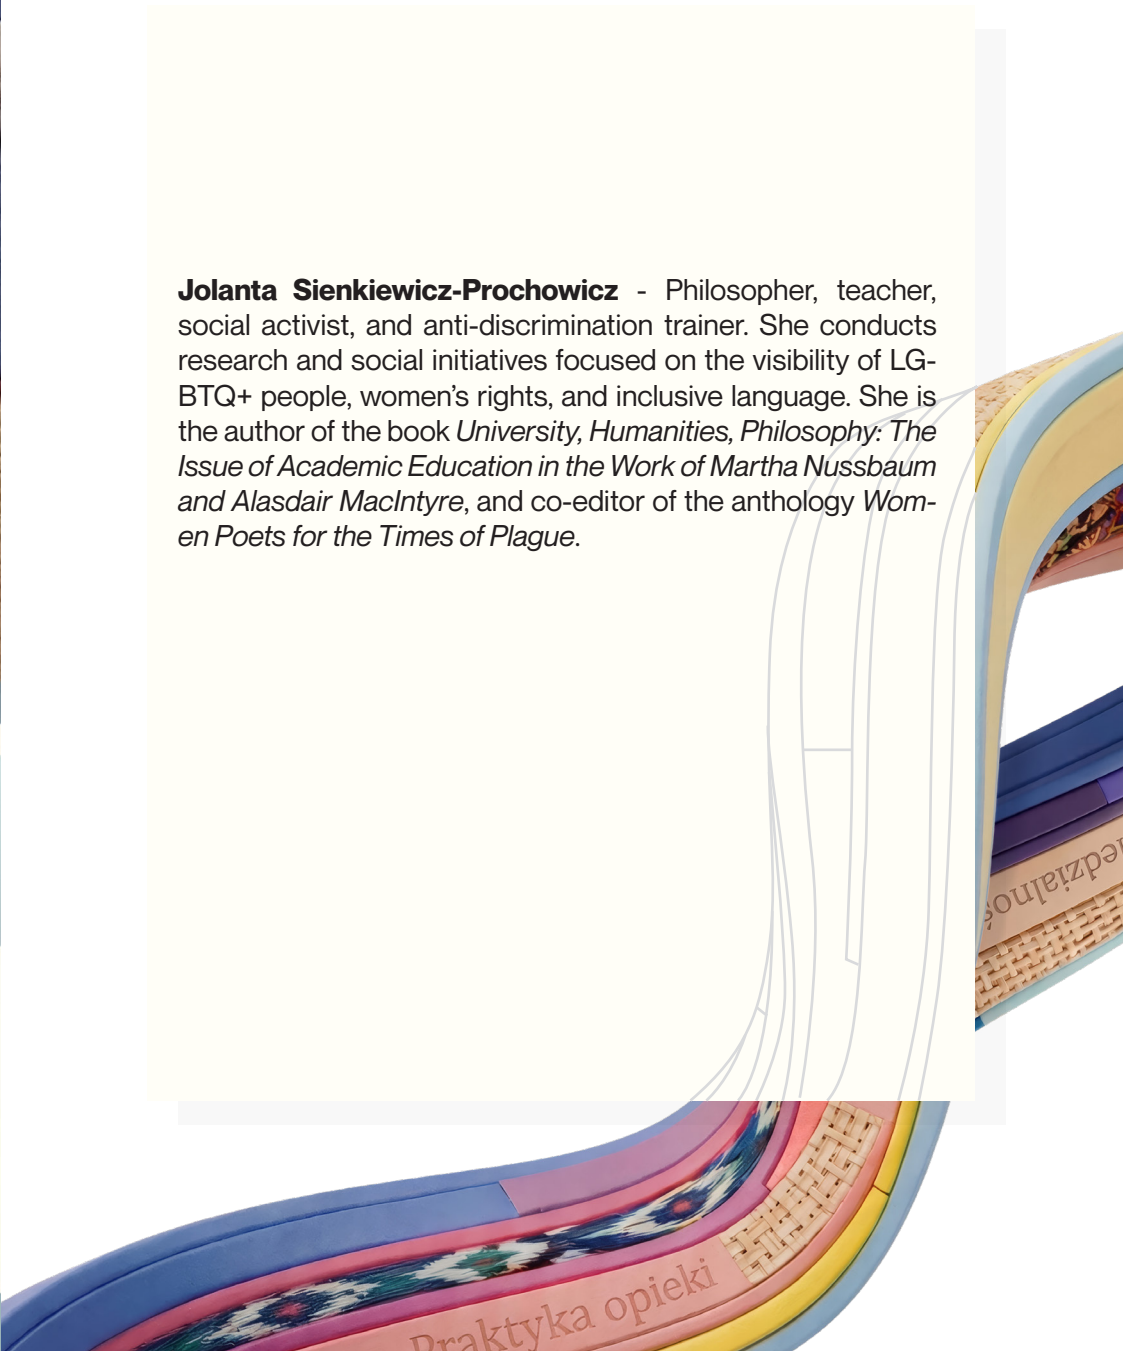 Jolanta Sienkiewicz-Prochowicz - Philosopher, teacher,
social activist, and anti-discrimination trainer. She conducts
research and social initiatives focused on the visibility of LG-
BTQ+ people, women’s rights, and inclusive language. She is
the author of the book University, Humanities, Philosophy: The
Issue of Academic Education in the Work of Martha Nussbaum
and Alasdair MacIntyre, and co-editor of the anthology Wom-
en Poets for the Times of Plague.
Praktyka opieki